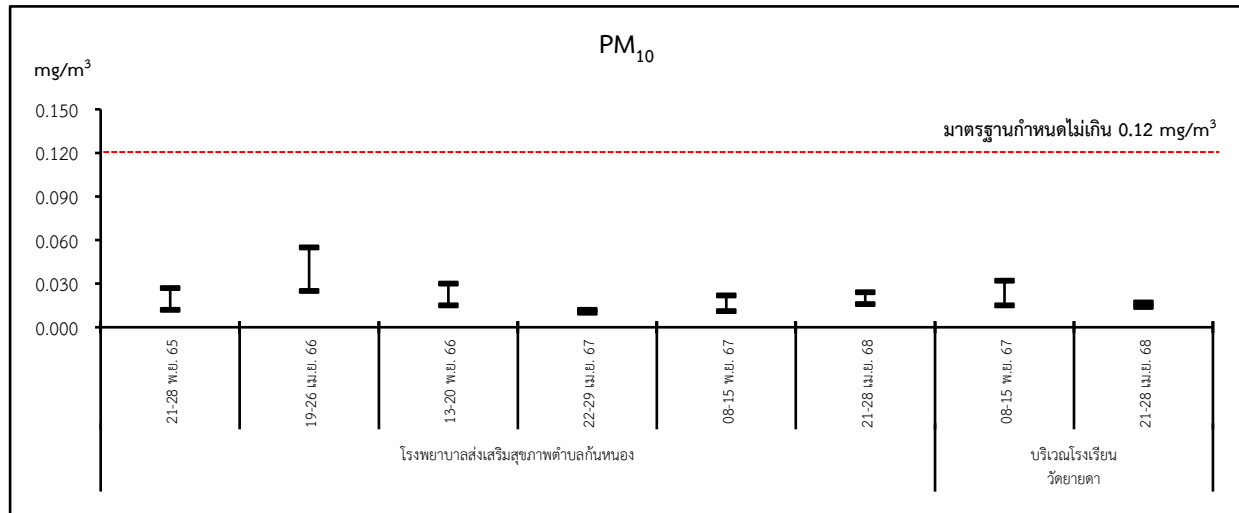 PM₁₀
mg/m³
มาตรฐานกำหนดไม่เกิน 0.12 mg/m³
0.150
0.120
0.090
0.060
0.030
0.000
21-28 พ.ย. 65
19-26 เม.ย. 66
13-20 พ.ย. 66
22-29 เม.ย. 67
08-15 พ.ย. 67
21-28 เม.ย. 68
08-15 พ.ย. 67
21-28 เม.ย. 68
โรงพยาบาลส่งเสริมสุขภาพตำบลก้นหนอง
บริเวณโรงเรียน
วัดยายดา